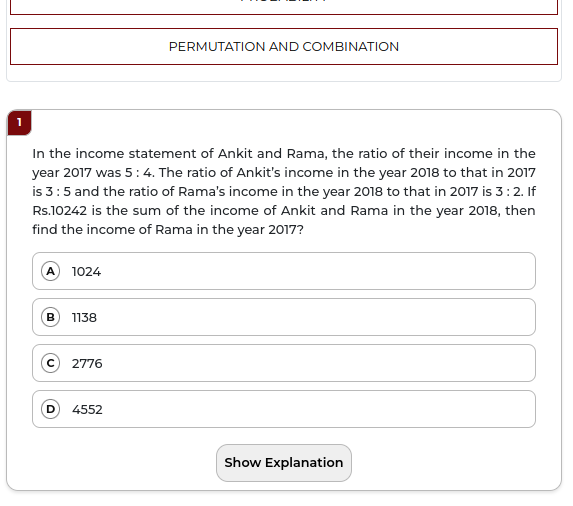 PERMUTATION AND COMBINATION
1
In the income statement of Ankit and Rama, the ratio of their income in the
year 2017 was 5 : 4. The ratio of Ankit’s income in the year 2018 to that in 2017
is 3 : 5 and the ratio of Rama’s income in the year 2018 to that in 2017 is 3 : 2. If
Rs.10242 is the sum of the income of Ankit and Rama in the year 2018, then
find the income of Rama in the year 2017?
A 1024
B 1138
C 2776
D 4552
Show Explanation